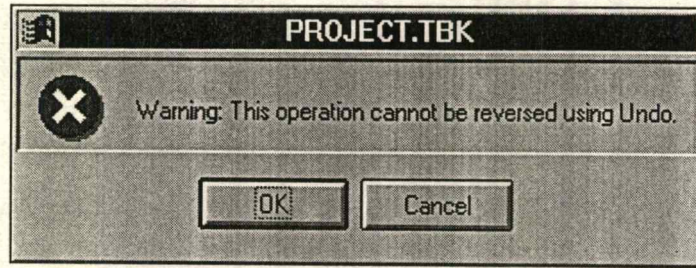 PROJECT.TBK
Warning: This operation cannot be reversed using Undo.
OK
Cancel